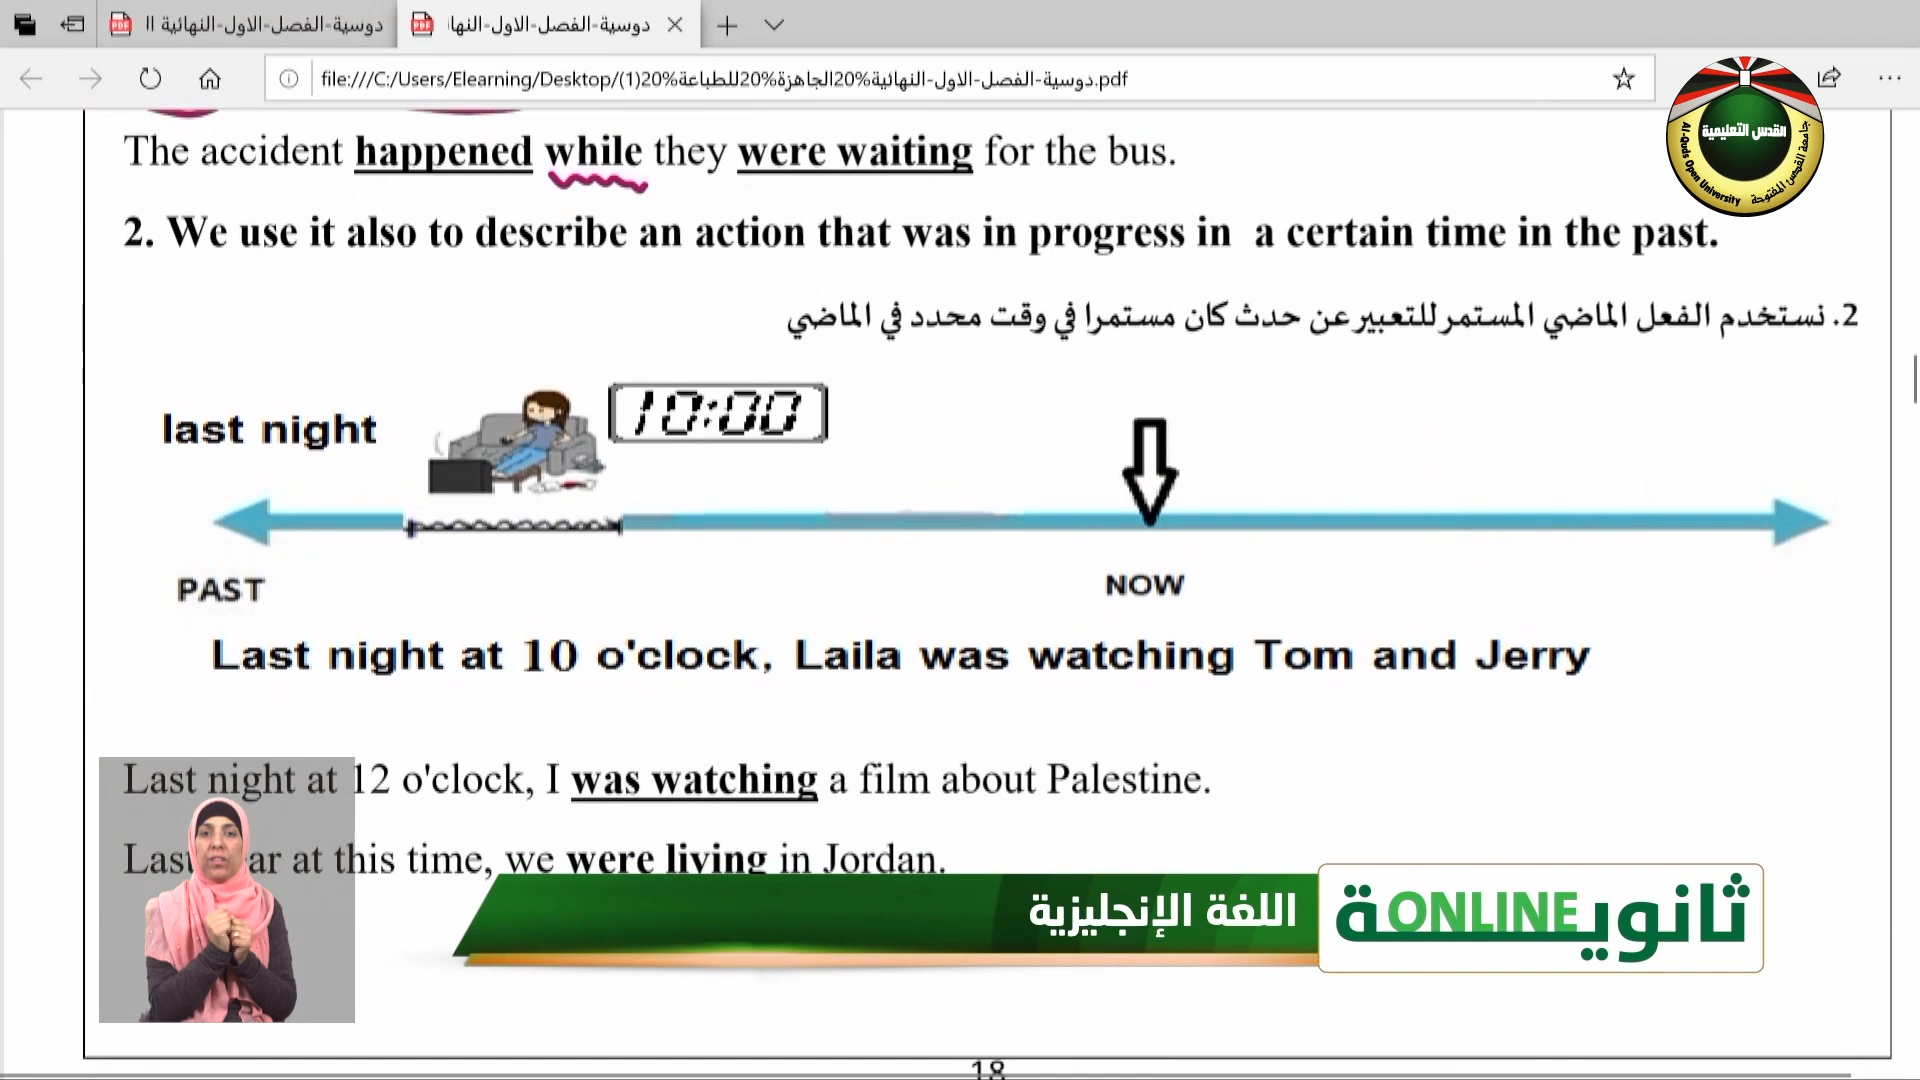 دوسية-الفصل-الاول-النهائية اا
دوسية-الفصل-الاول-النها
file:///C:/Users/Elearning/Desktop/(1)20%للطباعة20%الجاهزة20%دوسية-الفصل-الاول-النهائية.pdf
القدس التعليمية
جامعة القدس المفتوحة
Al-Quds Open University
The accident happened while they were waiting for the bus.
2. We use it also to describe an action that was in progress in a certain time in the past.
2. نستخدم الفعل الماضي المستمر للتعبير عن حدث كان مستمرا في وقت محدد في الماضي
last night
10:00
PAST
NOW
Last night at 10 o'clock, Laila was watching Tom and Jerry
Last night at 12 o'clock, I was watching a film about Palestine.
Last ar at this time, we were living in Jordan.
اللغة الإنجليزية
ثانويــة ONLINE
18